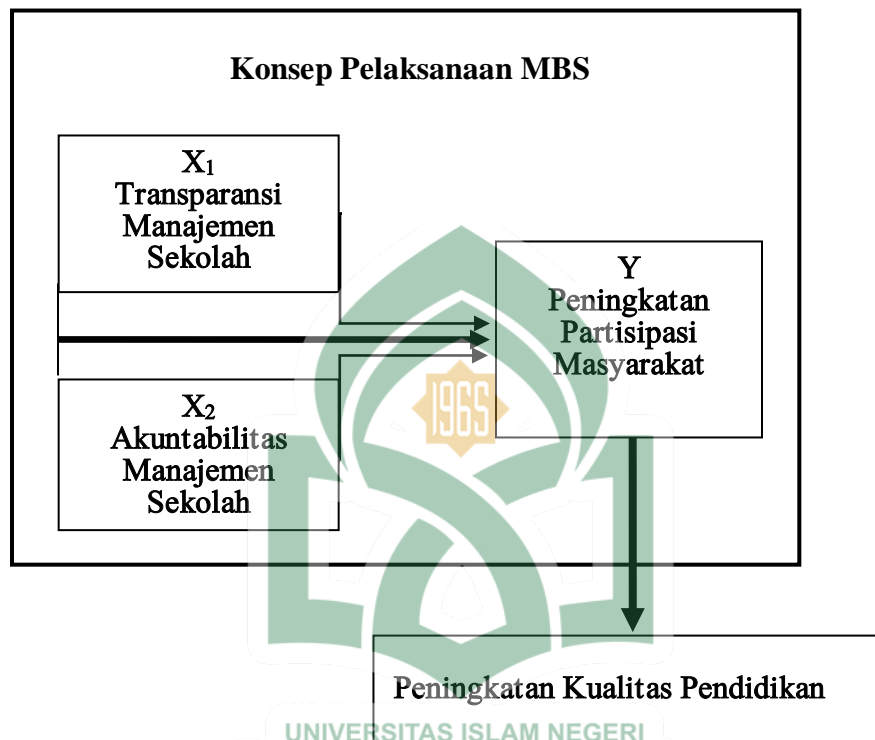 Konsep Pelaksanaan MBS
X₁
Transparansi
Manajemen
Sekolah
Y
Peningkatan
Partisipasi
Masyarakat
X₂
Akuntabilitas
Manajemen
Sekolah
1965
Peningkatan Kualitas Pendidikan
UNIVERSITAS ISLAM NEGERI